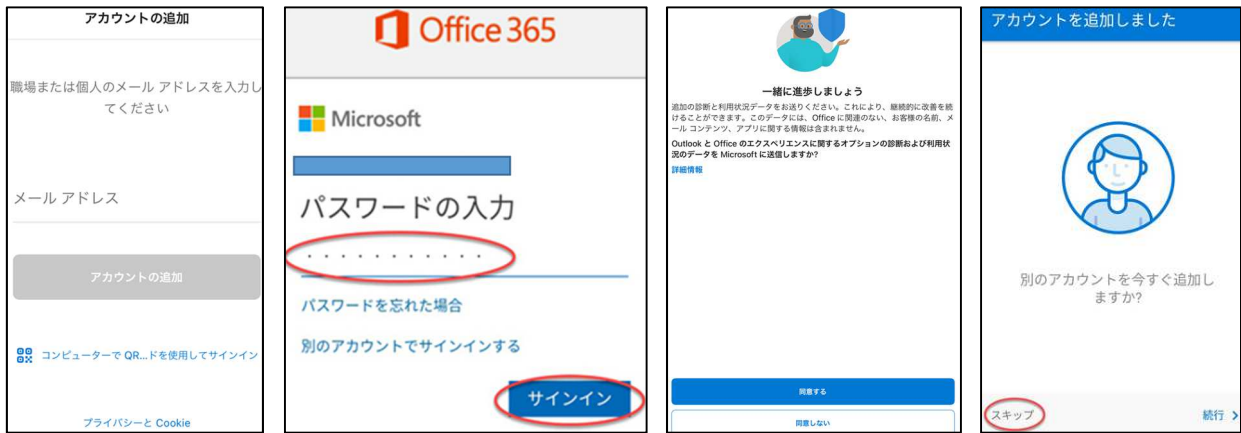 アカウントの追加
職場または個人のメール アドレスを入力し
てください
メール アドレス
アカウントの追加
コンピューターで QR...ドを使用してサインイン
プライバシーと Cookie
Office 365
Microsoft
パスワードの入力
パスワードを忘れた場合
別のアカウントでサインインする
サインイン
一緒に進歩しましょう
追加の診断と利用状況データをお送りください。これにより、継続的に改善を続
けることができます。このデータには、Office に関連のない、お客様の名前、メ
ール コンテンツ、アプリに関する情報は含まれません。
Outlook と Office のエクスペリエンスに関するオプションの診断および利用状
況のデータを Microsoft に送信しますか?
詳細情報
同意する
同意しない
アカウントを追加しました
別のアカウントを今すぐ追加し
ますか?
スキップ
続行 >